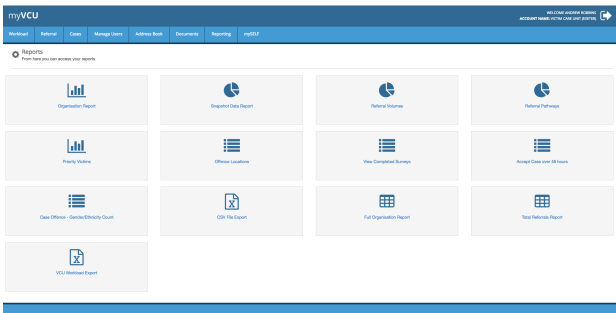 myVCU
WELCOME ANDREW ROBBINS
ACCOUNT NAME: VICTIM CARE UNIT (EXETER)
Workload Referral Cases Manage Users Address Book Documents Reporting mySELF
Reports
From here you can access your reports
Organisation Report
Snapshot Data Report
Referral Volumes
Referral Pathways
Priority Victims
Offence Locations
View Completed Surveys
Accept Case over 48 hours
Case Offence - Gender/Ethnicity Count
CSV File Export
Full Organisation Report
Total Referrals Report
VCU Workload Export